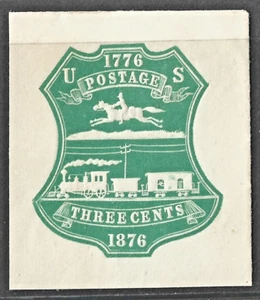 1776
U POSTAGE S
THREE CENTS
1876